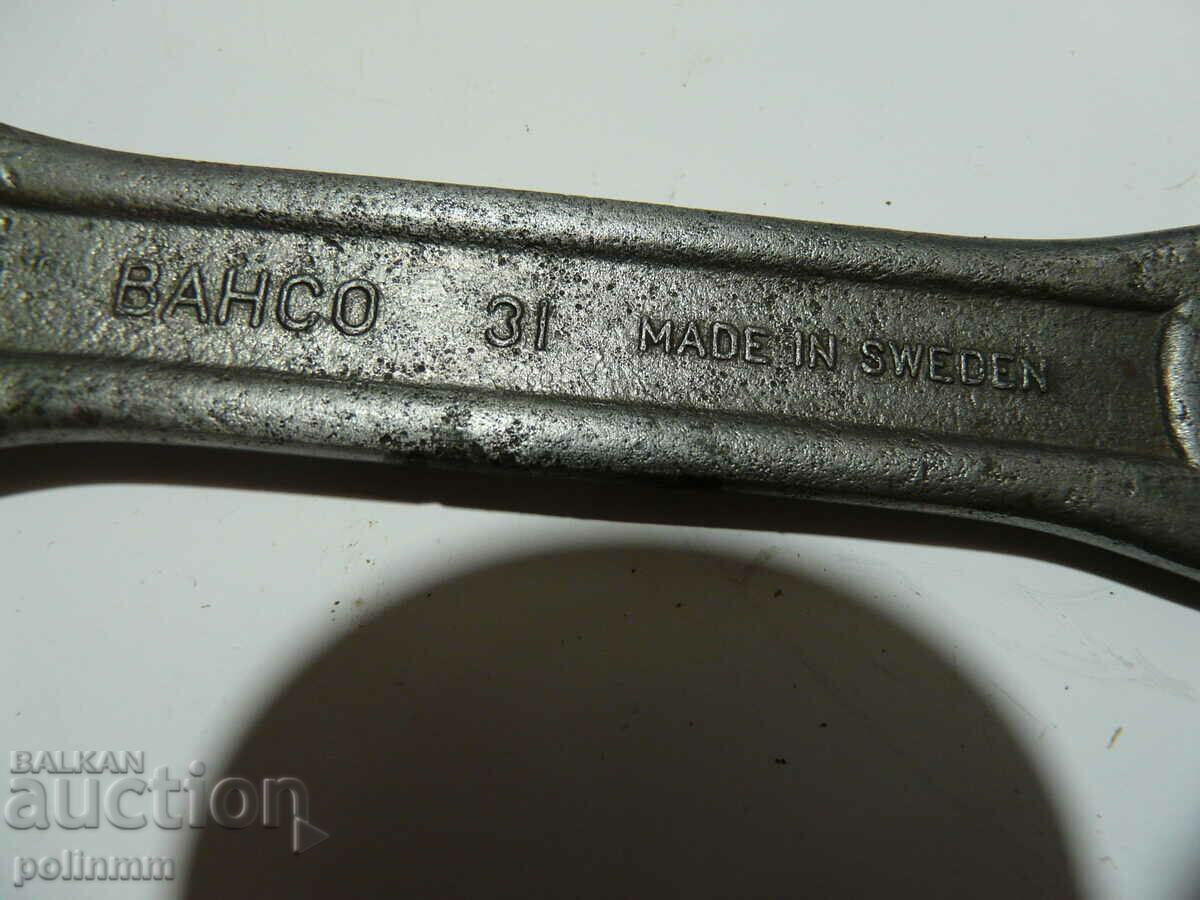 BAHCO 31 MADE IN SWEDEN
BALKAN
auction
polinmm